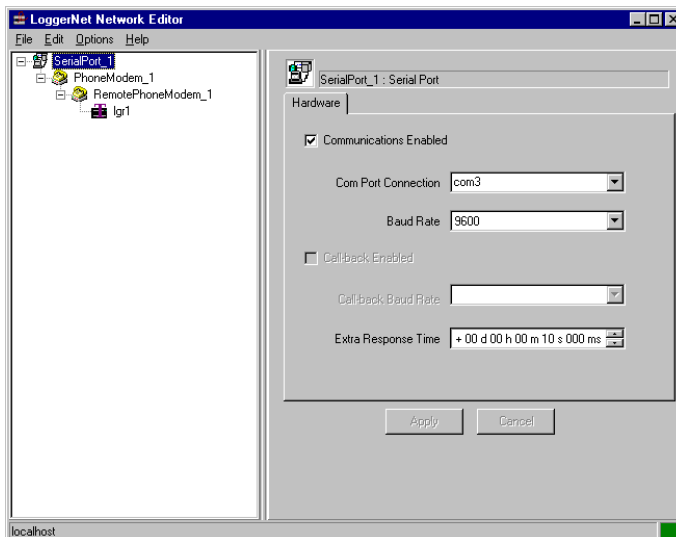 LoggerNet Network Editor
File Edit Options Help
SerialPort_1
PhoneModem_1
RemotePhoneModem_1
lgr1
SerialPort_1 : Serial Port
Hardware
Communications Enabled
Com Port Connection com3
Baud Rate 9600
Call-back Enabled
Call-back Baud Rate
Extra Response Time + 00 d 00 h 00 m 10 s 000 ms
Apply Cancel
localhost